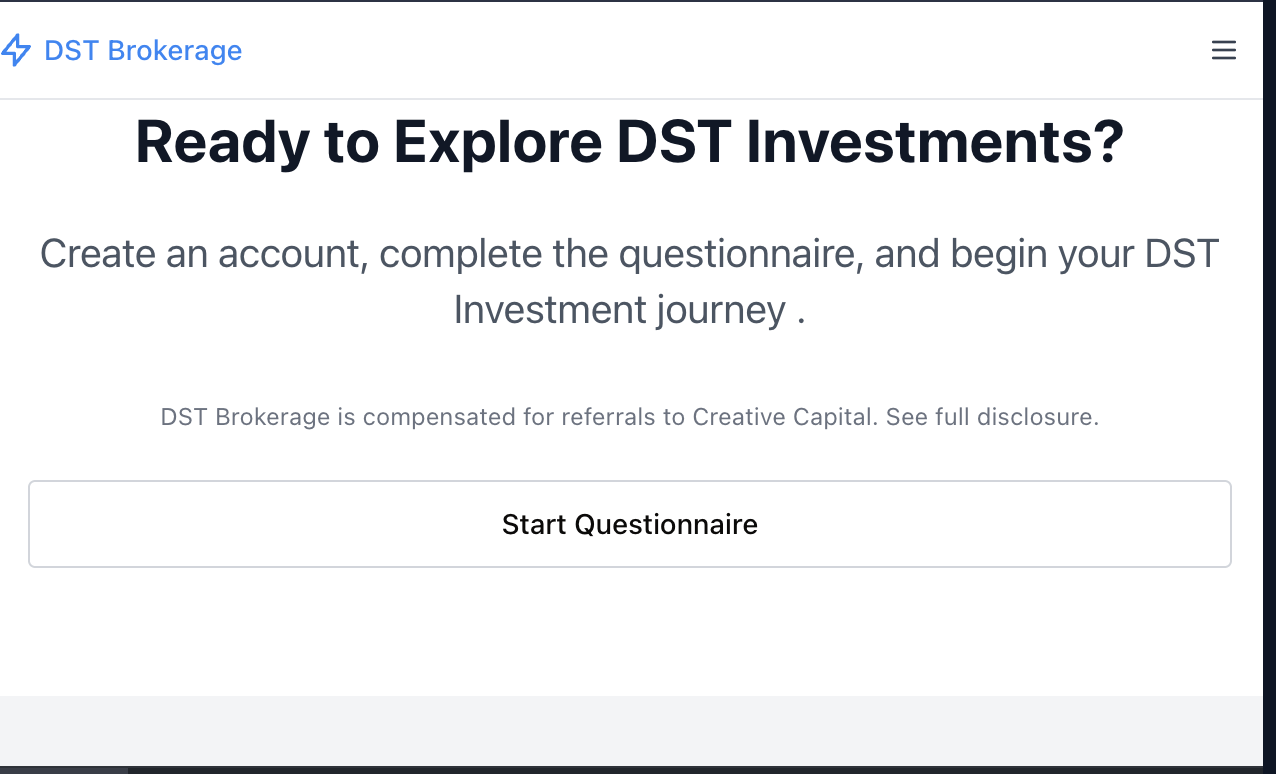 DST Brokerage
Ready to Explore DST Investments?
Create an account, complete the questionnaire, and begin your DST
Investment journey .
DST Brokerage is compensated for referrals to Creative Capital. See full disclosure.
Start Questionnaire